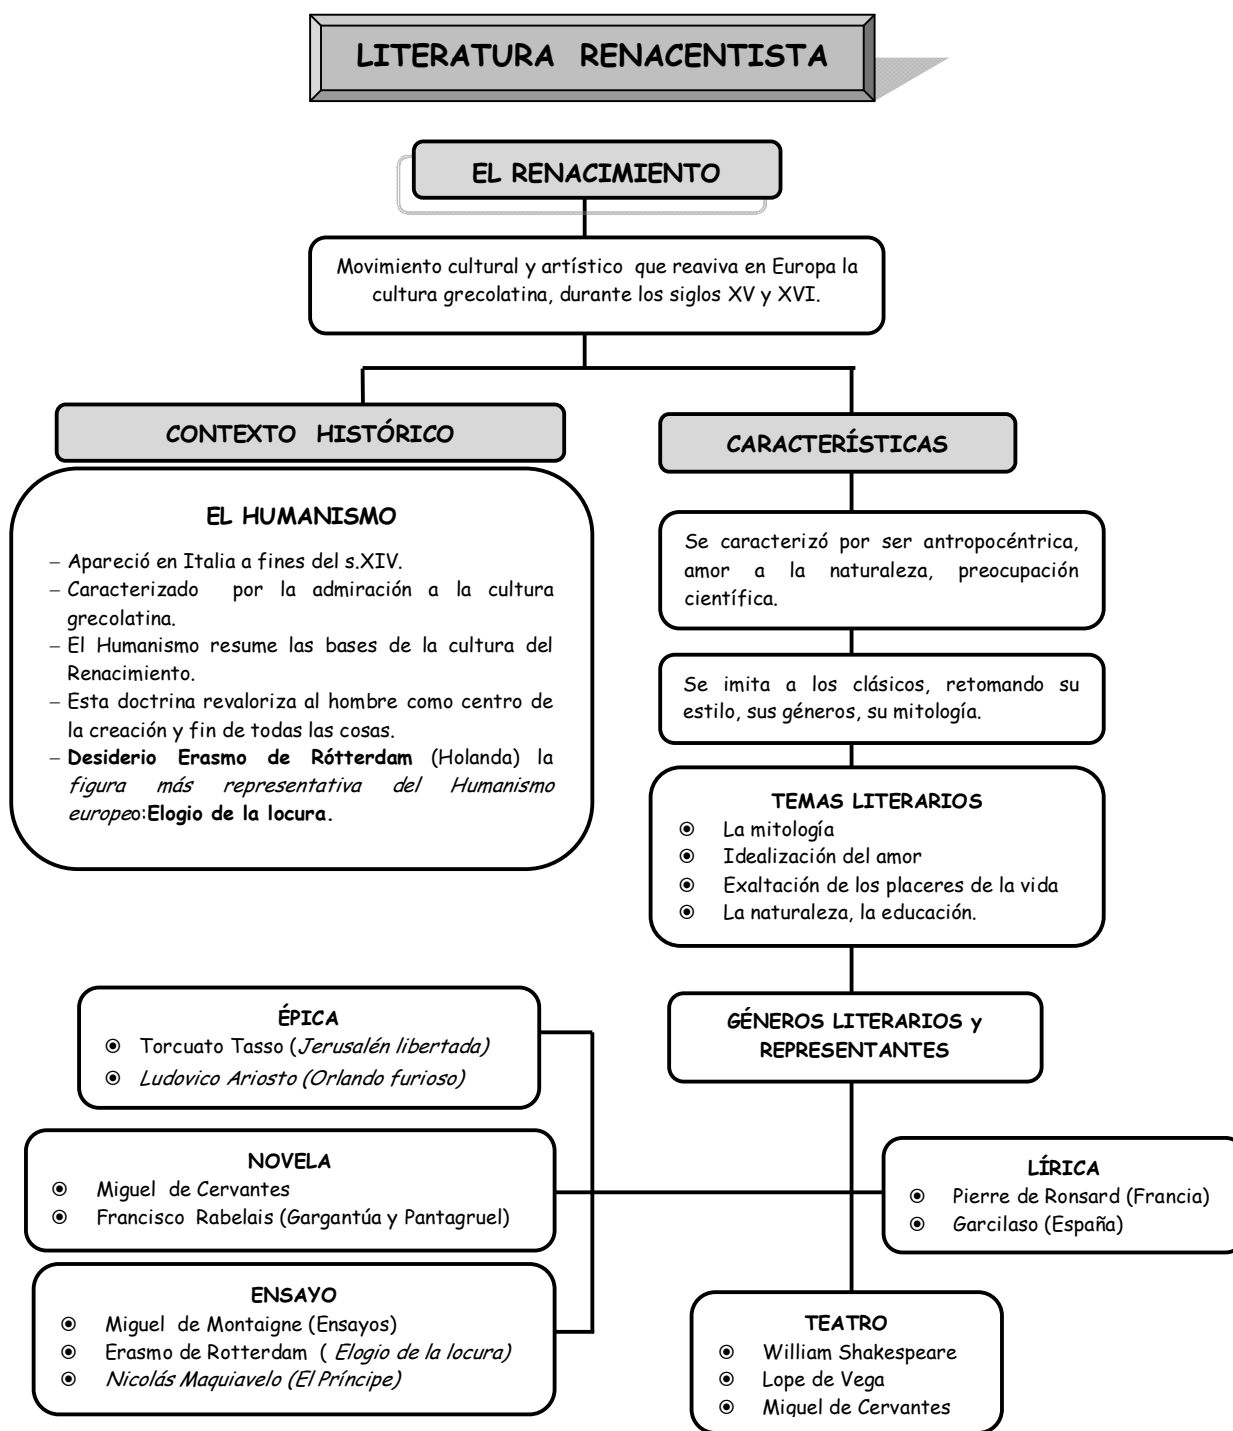 LITERATURA RENACENTISTA
EL RENACIMIENTO
Movimiento cultural y artístico que reaviva en Europa la
cultura grecolatina, durante los siglos XV y XVI.
CONTEXTO HISTÓRICO
EL HUMANISMO
– Apareció en Italia a fines del s.XIV.
– Caracterizado por la admiración a la cultura
grecolatina.
– El Humanismo resume las bases de la cultura del
Renacimiento.
– Esta doctrina revaloriza al hombre como centro de
la creación y fin de todas las cosas.
– Desiderio Erasmo de Rótterdam (Holanda) la
figura más representativa del Humanismo
europeo:Elogio de la locura.
CARACTERÍSTICAS
Se caracterizó por ser antropocéntrica,
amor a la naturaleza, preocupación
científica.
Se imita a los clásicos, retomando su
estilo, sus géneros, su mitología.
TEMAS LITERARIOS
La mitología
Idealización del amor
Exaltación de los placeres de la vida
La naturaleza, la educación.
GÉNEROS LITERARIOS y
REPRESENTANTES
ÉPICA
Torcuato Tasso (Jerusalén libertada)
Ludovico Ariosto (Orlando furioso)
NOVELA
Miguel de Cervantes
Francisco Rabelais (Gargantúa y Pantagruel)
ENSAYO
Miguel de Montaigne (Ensayos)
Erasmo de Rotterdam ( Elogio de la locura)
Nicolás Maquiavelo (El Príncipe)
LÍRICA
Pierre de Ronsard (Francia)
Garcilaso (España)
TEATRO
William Shakespeare
Lope de Vega
Miguel de Cervantes